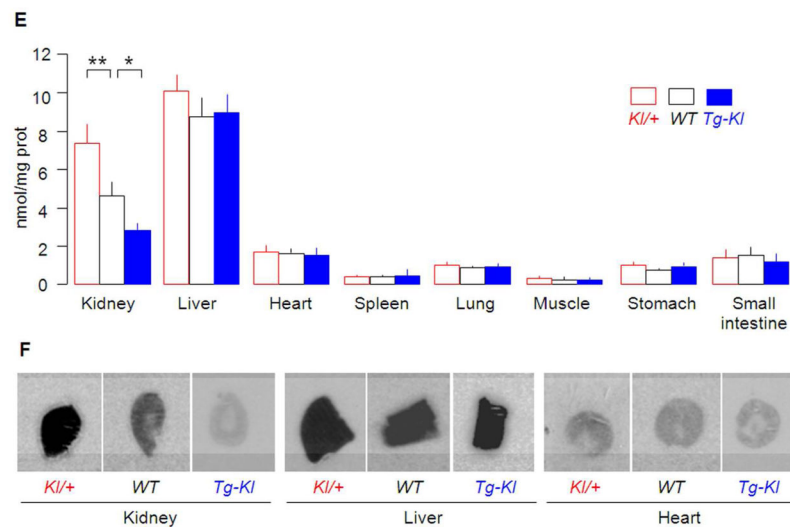 E
12
10
8
6
4
2
0
nmol/mg prot
** *
Kl/+ WT Tg-Kl
Kidney Liver Heart Spleen Lung Muscle Stomach Small
intestine
F
Kl/+ WT Tg-Kl Kl/+ WT Tg-Kl Kl/+ WT Tg-Kl
Kidney Liver Heart